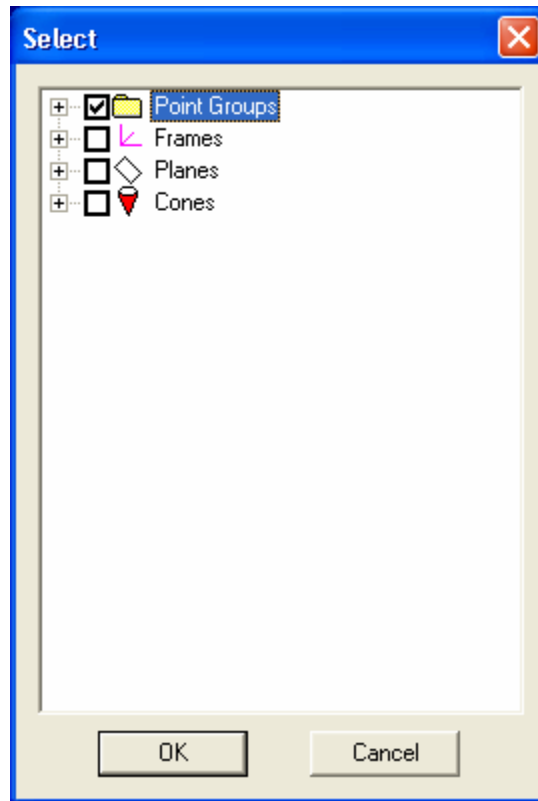 Select
Point Groups
Frames
Planes
Cones
OK Cancel